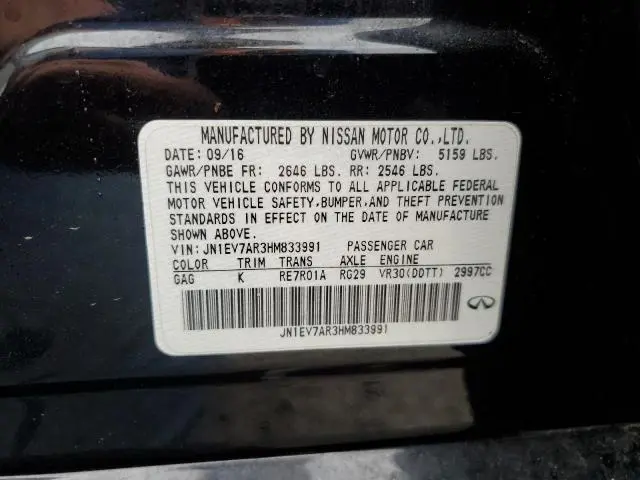 MANUFACTURED BY NISSAN MOTOR CO.,LTD.
DATE: 09/16 GVWR/PNBV: 5159 LBS.
GAWR/PNBE FR: 2646 LBS. RR: 2546 LBS.
THIS VEHICLE CONFORMS TO ALL APPLICABLE FEDERAL
MOTOR VEHICLE SAFETY,BUMPER,AND THEFT PREVENTION
STANDARDS IN EFFECT ON THE DATE OF MANUFACTURE
SHOWN ABOVE.
VIN:JN1EV7AR3HM833991 PASSENGER CAR
COLOR TRIM TRANS AXLE ENGINE
GAG K RE7R01A RG29 VR30(DDTT) 2997CC
JN1EV7AR3HM833991